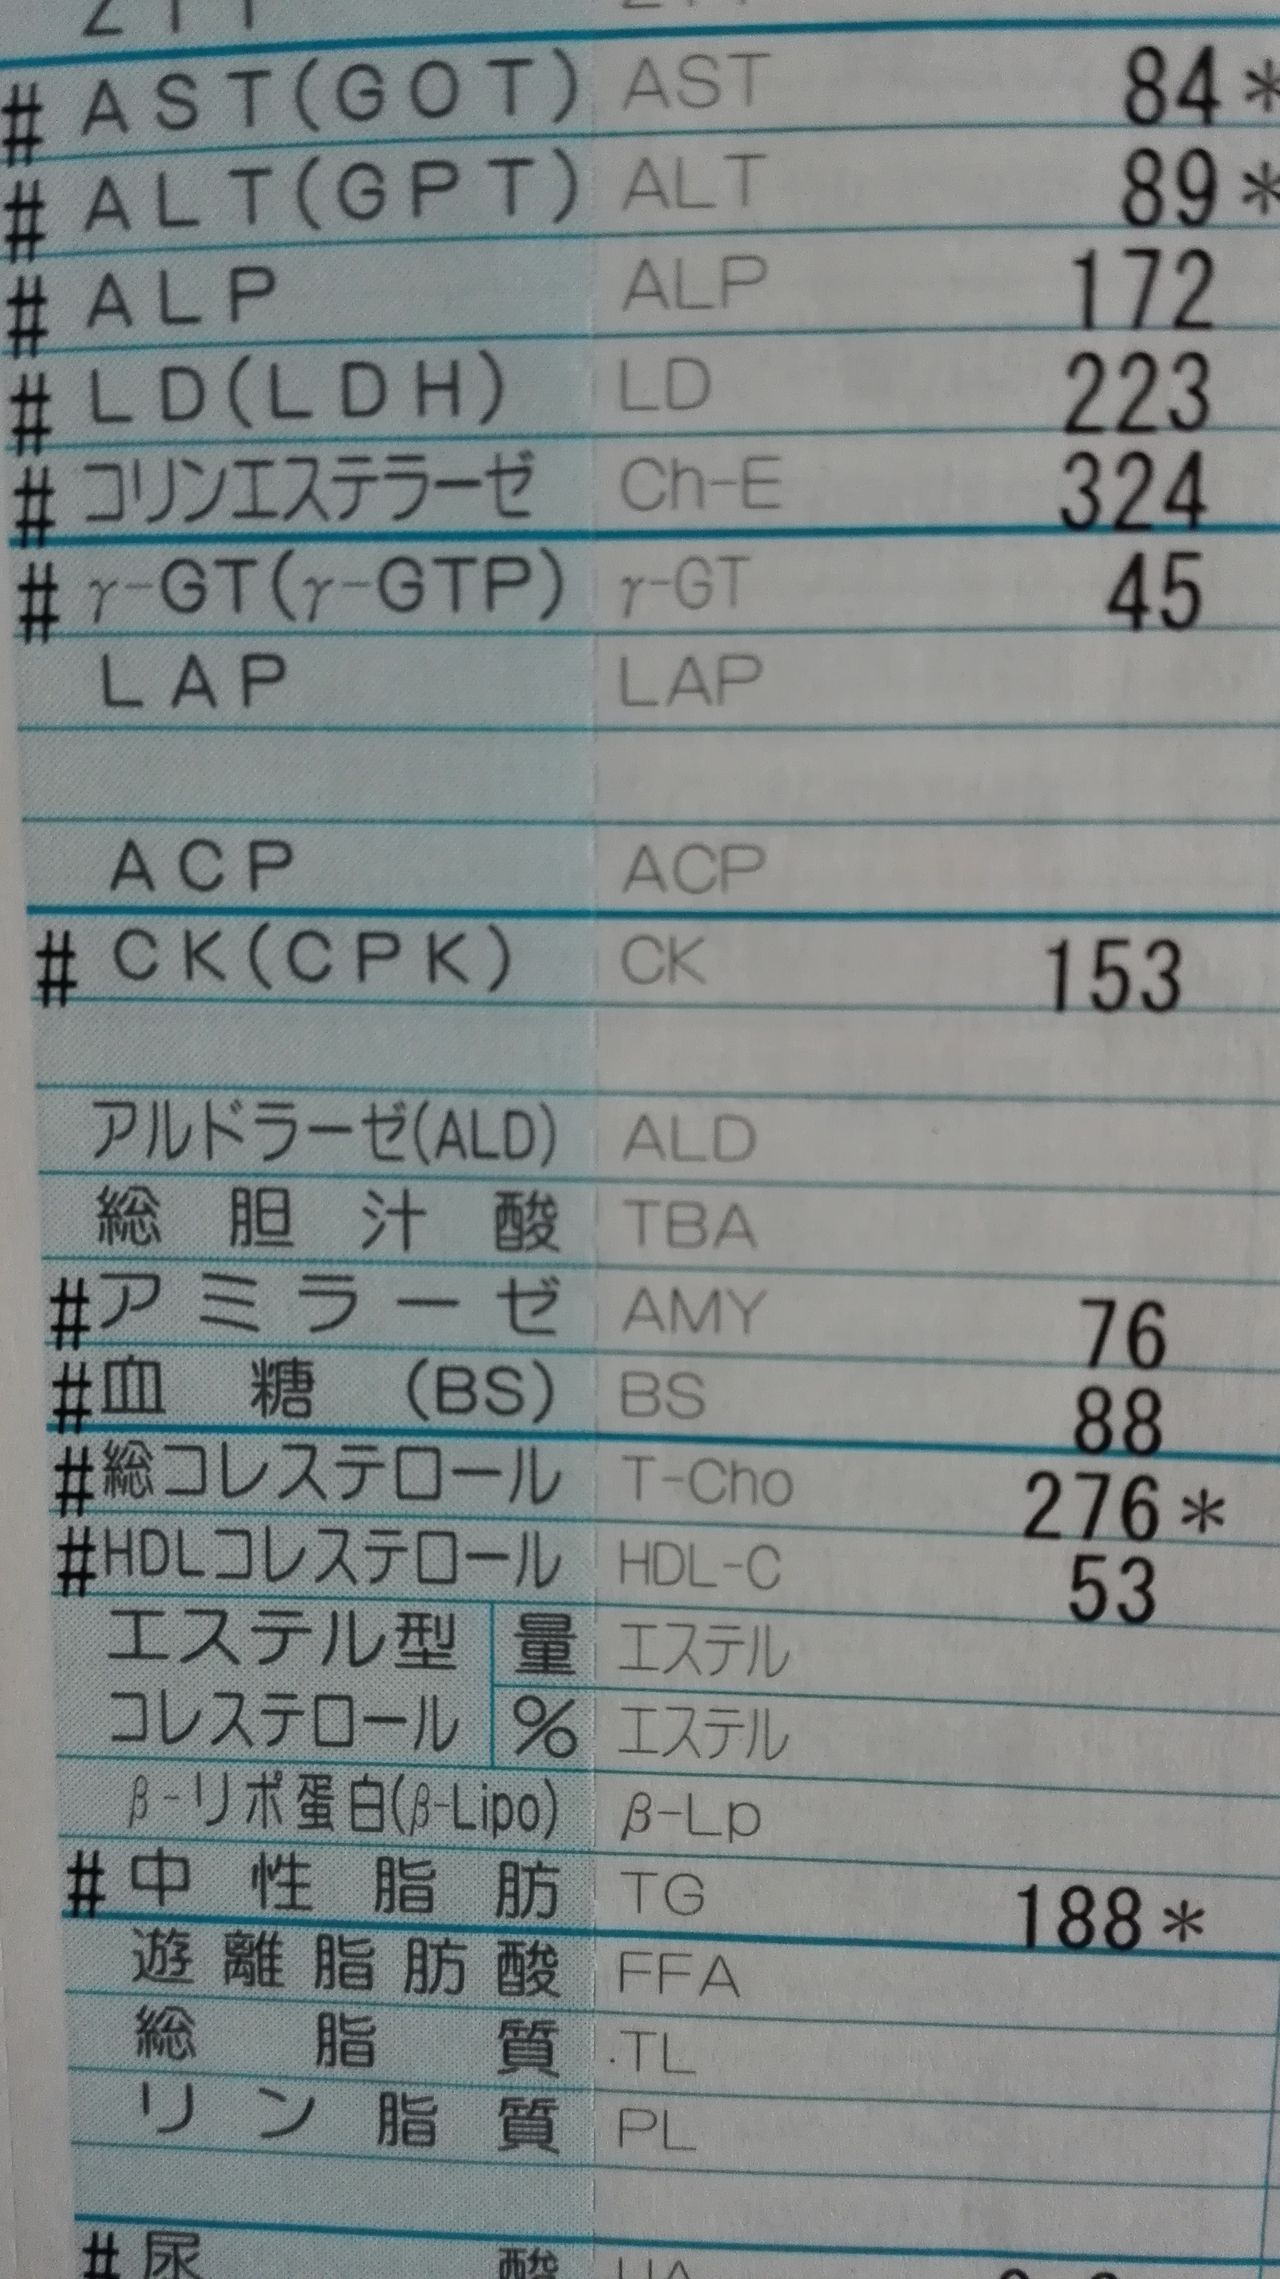 ZTT ZTT
# AST(GOT) AST 84*
# ALT(GPT) ALT 89*
# ALP ALP 172
# LD(LDH) LD 223
# コリンエステラーゼ Ch-E 324
# γ-GT(γ-GTP) γ-GT 45
LAP LAP
ACP ACP
# CK(CPK) CK 153
アルドラーゼ(ALD) ALD
総胆汁酸 TBA
#アミラーゼ AMY 76
#血糖(BS) BS 88
#総コレステロール T-Cho 276*
#HDLコレステロール HDL-C 53
エステル型 量 エステル
コレステロール % エステル
β-リポ蛋白(β-Lipo) β-Lp
#中性脂肪 TG 188*
遊離脂肪酸 FFA
総脂質 TL
リン脂質 PL
#尿酸 UA